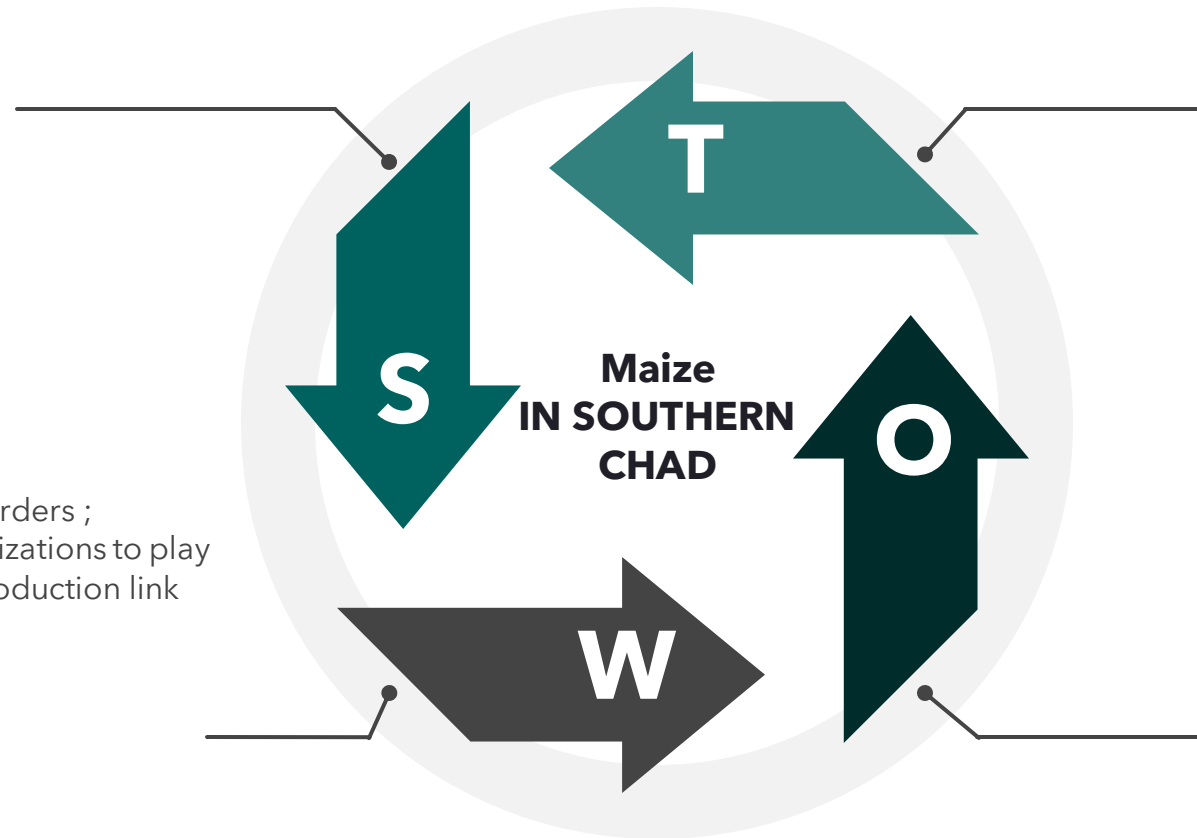 T
S
Maize
IN SOUTHERN
CHAD
O
rders ;
izations to play
oduction link
W